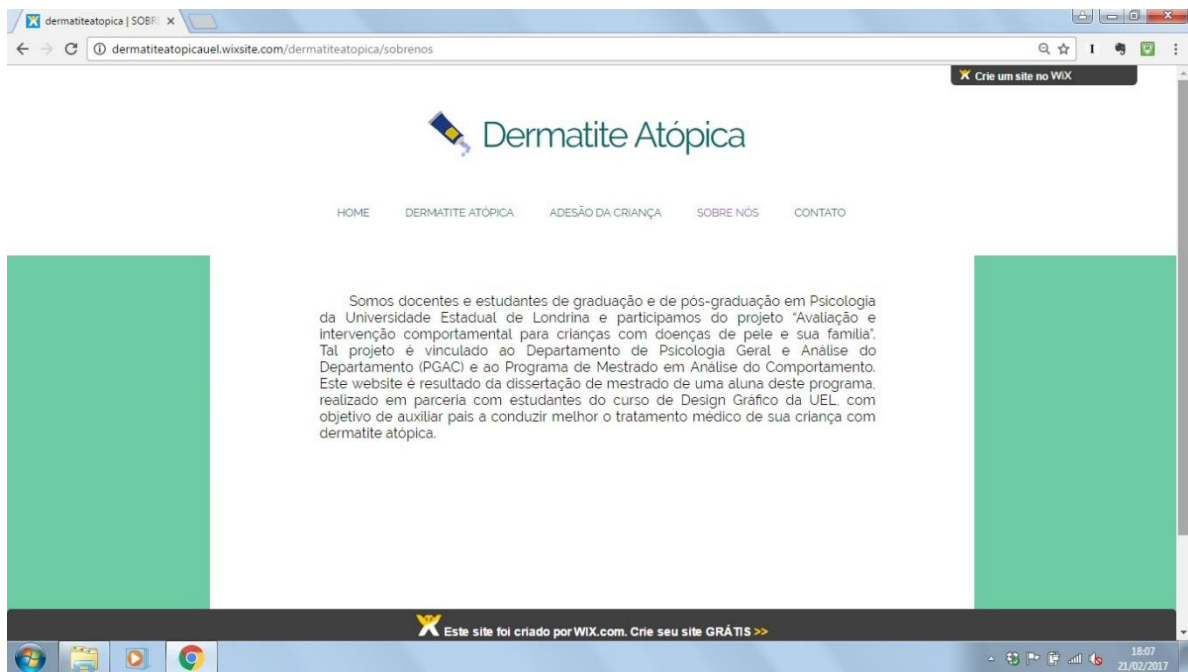 dermatiteatopica | SOBR
dermatiteatopicauel.wixsite.com/dermatiteatopica/sobrenos
Crie um site no WiX
Dermatite Atópica
HOME DERMATITE ATÓPICA ADESÃO DA CRIANÇA SOBRE NÓS CONTATO
Somos docentes e estudantes de graduação e de pós-graduação em Psicologia
da Universidade Estadual de Londrina e participamos do projeto “Avaliação e
intervenção comportamental para crianças com doenças de pele e sua família”.
Tal projeto é vinculado ao Departamento de Psicologia Geral e Análise do
Departamento (PGAC) e ao Programa de Mestrado em Análise do Comportamento.
Este website é resultado da dissertação de mestrado de uma aluna deste programa,
realizado em parceria com estudantes do curso de Design Gráfico da UEL, com
objetivo de auxiliar pais a conduzir melhor o tratamento médico de sua criança com
dermatite atópica.
Este site foi criado por WIX.com. Crie seu site GRÁTIS >>
18:07
21/02/2017